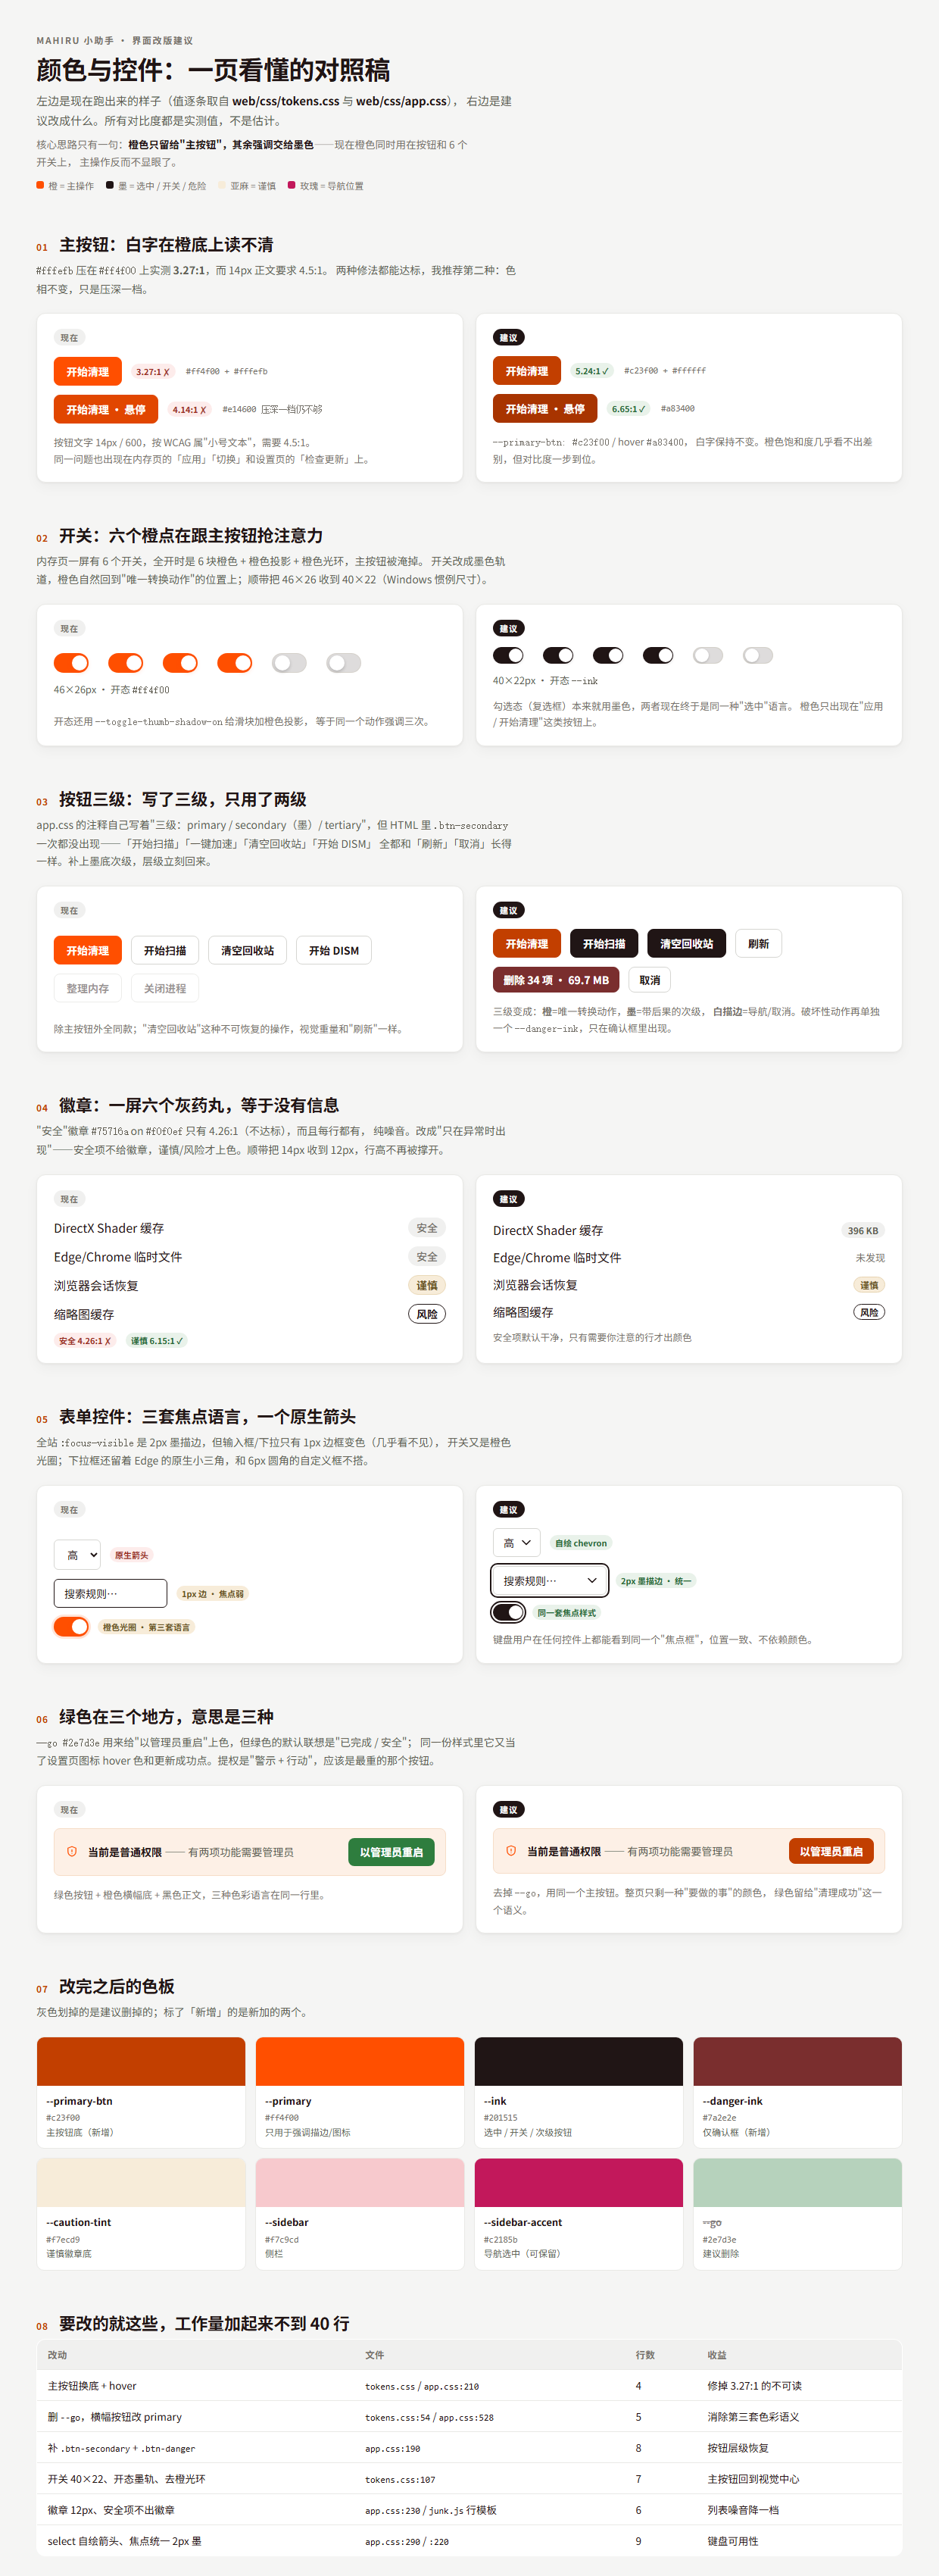 MAHIRU 小助手 · 界面改版建议
颜色与控件：一页看懂的对照稿
左边是现在跑出来的样子（值逐条取自 web/css/tokens.css 与 web/css/app.css），右边是建
议改成什么。所有对比度都是实测值，不是估计。
核心思路只有一句：橙色只留给"主按钮"，其余强调交给墨色——现在橙色同时用在按钮和 6 个
开关上，主操作反而不显眼了。
橙 = 主操作 墨 = 选中 / 开关 / 危险 亚麻 = 谨慎 玫瑰 = 导航位置
01 主按钮：白字在橙底上读不清
#fffefb 压在 #ff4f00 上实测 3.27:1，而 14px 正文要求 4.5:1。 两种修法都能达标，我推荐第二种：色
相不变，只是压深一档。
现在
开始清理 3.27:1 ✗ #ff4f00 + #fffefb
开始清理 · 悬停 4.14:1 ✗ #e14600 压深一档仍不够
按钮文字 14px / 600，按 WCAG 属"小号文本"，需要 4.5:1。
同一问题也出现在内存页的「应用」「切换」和设置页的「检查更新」上。
建议
开始清理 5.24:1 ✓ #c23f00 + #ffffff
开始清理 · 悬停 6.65:1 ✓ #a83400
--primary-btn: #c23f00 / hover #a83400， 白字保持不变。橙色饱和度几乎看不出差
别，但对比度一步到位。
02 开关：六个橙点在跟主按钮抢注意力
内存页一屏有 6 个开关，全开时是 6 块橙色 + 橙色投影 + 橙色光环，主按钮被淹掉。 开关改成墨色轨
道，橙色自然回到"唯一转换动作"的位置上；顺带把 46×26 收到 40×22（Windows 惯例尺寸）。
现在
46×26px · 开态 #ff4f00
开态还用 --toggle-thumb-shadow-on 给滑块加橙色投影， 等于同一个动作强调三次。
建议
40×22px · 开态 --ink
勾选态（复选框）本来就用墨色，两者现在终于是同一种"选中"语言。 橙色只出现在"应用
/ 开始清理"这类按钮上。
03 按钮三级：写了三级，只用了两级
app.css 的注释自己写着"三级：primary / secondary（墨）/ tertiary"，但 HTML 里 .btn-secondary
一次都没出现——「开始扫描」「一键加速」「清空回收站」「开始 DISM」 全都和「刷新」「取消」长得
一样。补上墨底次级，层级立刻回来。
现在
开始清理 开始扫描 清空回收站 开始 DISM
整理内存 关闭进程
除主按钮外全同款；"清空回收站"这种不可恢复的操作，视觉重量和"刷新"一样。
建议
开始清理 开始扫描 清空回收站 刷新
删除 34 项 · 69.7 MB 取消
三级变成：橙=唯一转换动作，墨=带后果的次级， 白描边=导航/取消。破坏性动作再单独
一个 --danger-ink，只在确认框里出现。
04 徽章：一屏六个灰药丸，等于没有信息
"安全"徽章 #75716a on #f0f0ef 只有 4.26:1（不达标），而且每行都有， 纯噪音。改成"只在异常时出
现"——安全项不给徽章，谨慎/风险才上色。顺带把 14px 收到 12px，行高不再被撑开。
现在
DirectX Shader 缓存 安全
Edge/Chrome 临时文件 安全
浏览器会话恢复 谨慎
缩略图缓存 风险
安全 4.26:1 ✗ 谨慎 6.15:1 ✓
建议
DirectX Shader 缓存 396 KB
Edge/Chrome 临时文件 未发现
浏览器会话恢复 谨慎
缩略图缓存 风险
安全项默认干净，只有需要你注意的行才出颜色
05 表单控件：三套焦点语言，一个原生箭头
全站 :focus-visible 是 2px 墨描边，但输入框/下拉只有 1px 边框变色（几乎看不见）， 开关又是橙色
光圈；下拉框还留着 Edge 的原生小三角，和 6px 圆角的自定义框不搭。
现在
高 原生箭头
搜索规则… 1px 边 · 焦点弱
橙色光圈 · 第三套语言
建议
高 自绘 chevron
搜索规则… 2px 墨描边 · 统一
同一套焦点样式
键盘用户在任何控件上都能看到同一个"焦点框"，位置一致、不依赖颜色。
06 绿色在三个地方，意思是三种
--go #2e7d3e 用来给"以管理员重启"上色，但绿色的默认联想是"已完成 / 安全"； 同一份样式里它又当
了设置页图标 hover 色和更新成功点。提权是"警示 + 行动"，应该是最重的那个按钮。
现在
当前是普通权限 —— 有两项功能需要管理员 以管理员重启
绿色按钮 + 橙色横幅底 + 黑色正文，三种色彩语言在同一行里。
建议
当前是普通权限 —— 有两项功能需要管理员 以管理员重启
去掉 --go，用同一个主按钮。整页只剩一种"要做的事"的颜色， 绿色留给"清理成功"这一
个语义。
07 改完之后的色板
灰色划掉的是建议删掉的；标了「新增」的是新加的两个。
--primary-btn
#c23f00
主按钮底（新增）
--primary
#ff4f00
只用于强调描边/图标
--ink
#201515
选中 / 开关 / 次级按钮
--danger-ink
#7a2e2e
仅确认框（新增）
--caution-tint
#f7ecd9
谨慎徽章底
--sidebar
#f7c9cd
侧栏
--sidebar-accent
#c2185b
导航选中（可保留）
--go
#2e7d3e
建议删除
08 要改的就这些，工作量加起来不到 40 行
改动 文件 行数 收益
主按钮换底 + hover tokens.css / app.css:210 4 修掉 3.27:1 的不可读
删 --go，横幅按钮改 primary tokens.css:54 / app.css:528 5 消除第三套色彩语义
补 .btn-secondary + .btn-danger app.css:190 8 按钮层级恢复
开关 40×22、开态墨轨、去橙光环 tokens.css:107 7 主按钮回到视觉中心
徽章 12px、安全项不出徽章 app.css:230 / junk.js 行模板 6 列表噪音降一档
select 自绘箭头、焦点统一 2px 墨 app.css:290 / :220 9 键盘可用性